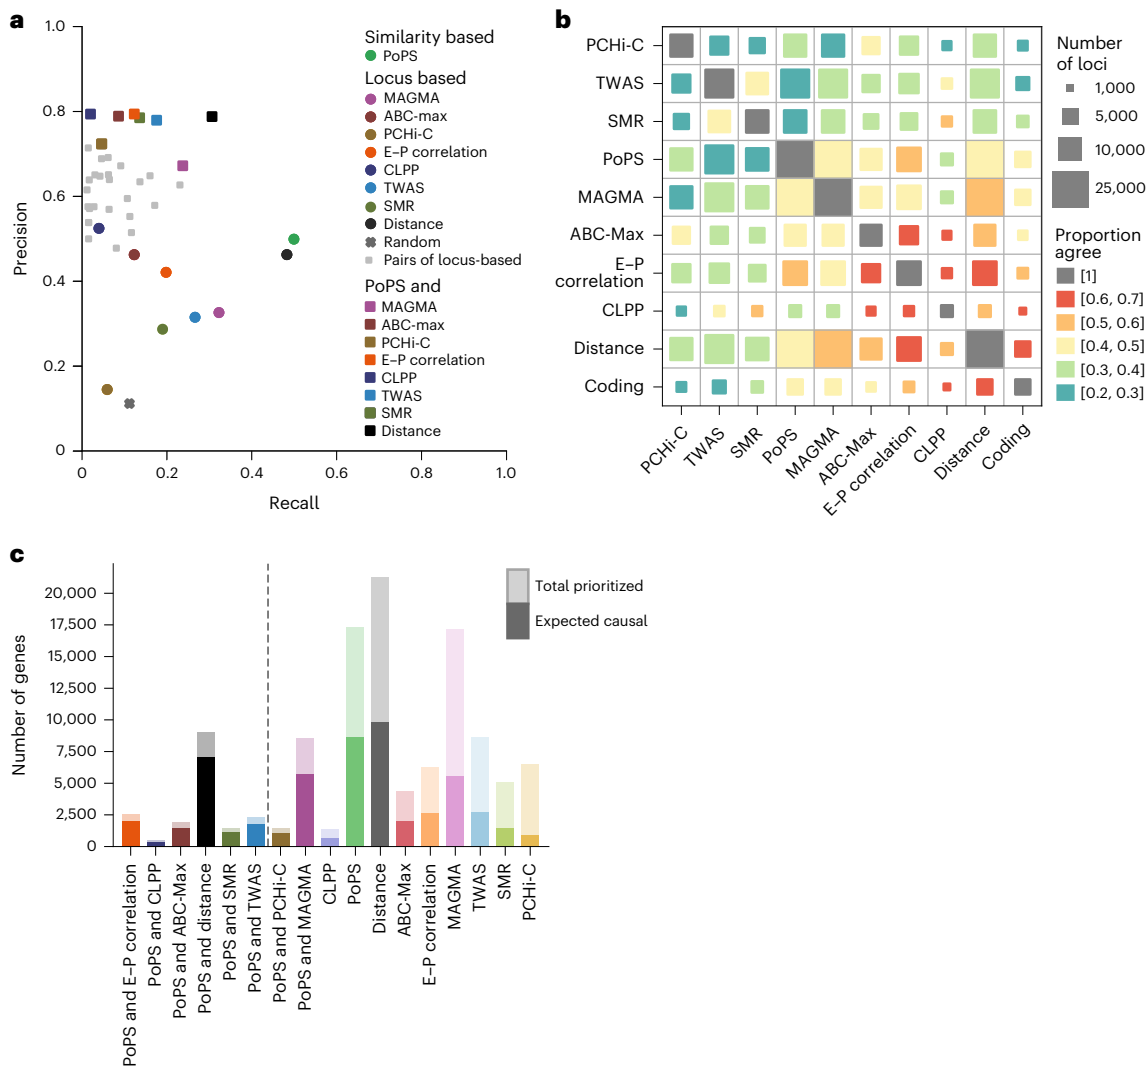 a
1.0
0.8
0.6
0.4
0.2
0
0
0.2
0.4
0.6
0.8
1.0
Precision
Recall
Similarity based
PoPS
Locus based
MAGMA
ABC-max
PCHi-C
E–P correlation
CLPP
TWAS
SMR
Distance
Random
Pairs of locus-based
PoPS and
MAGMA
ABC-max
PCHi-C
E–P correlation
CLPP
TWAS
SMR
Distance
b
PCHi-C
TWAS
SMR
PoPS
MAGMA
ABC-Max
E–P
correlation
CLPP
Distance
Coding
PCHi-C
TWAS
SMR
PoPS
MAGMA
ABC-Max
E–P correlation
CLPP
Distance
Coding
Number
of loci
1,000
5,000
10,000
25,000
Proportion
agree
[1]
[0.6, 0.7]
[0.5, 0.6]
[0.4, 0.5]
[0.3, 0.4]
[0.2, 0.3]
c
Number of genes
20,000
17,500
15,000
12,500
10,000
7,500
5,000
2,500
0
Total prioritized
Expected causal
PoPS and E–P correlation
PoPS and CLPP
PoPS and ABC-Max
PoPS and distance
PoPS and SMR
PoPS and TWAS
PoPS and PCHi-C
PoPS and MAGMA
CLPP
PoPS
Distance
ABC-Max
E–P correlation
MAGMA
TWAS
SMR
PCHi-C